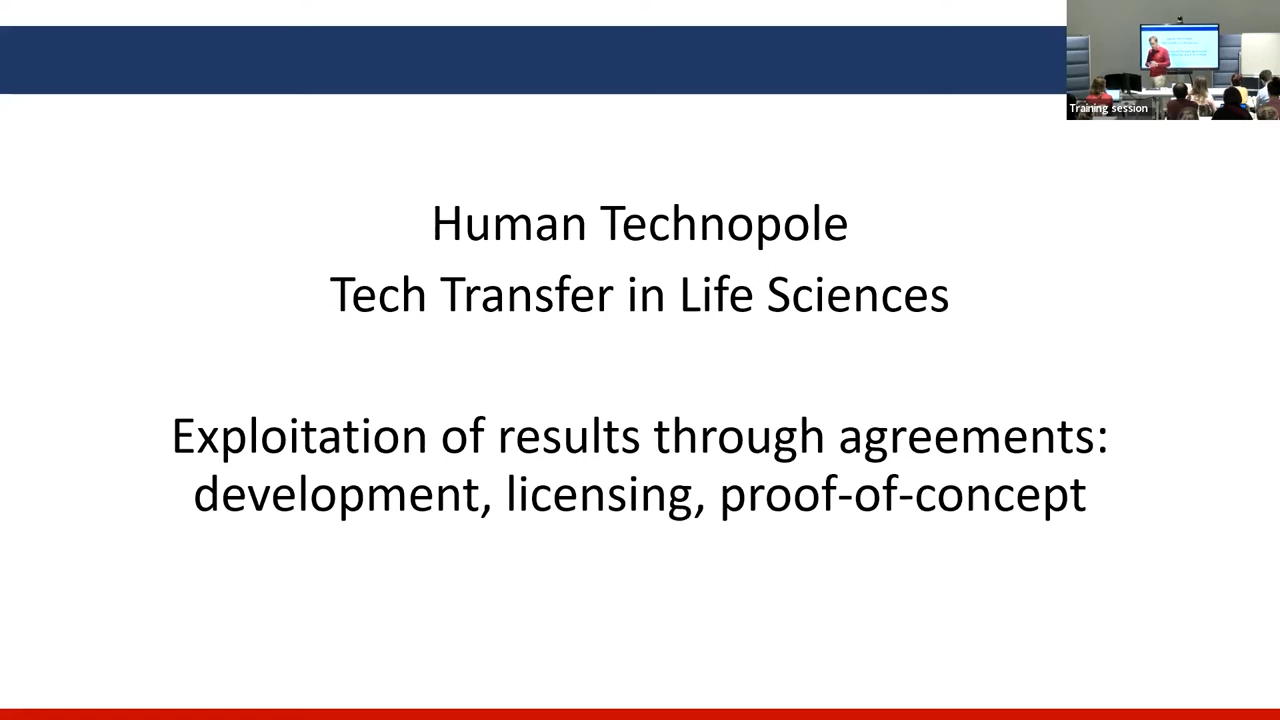 Training session
Human Technopole
Tech Transfer in Life Sciences
Exploitation of results through agreements:
development, licensing, proof-of-concept